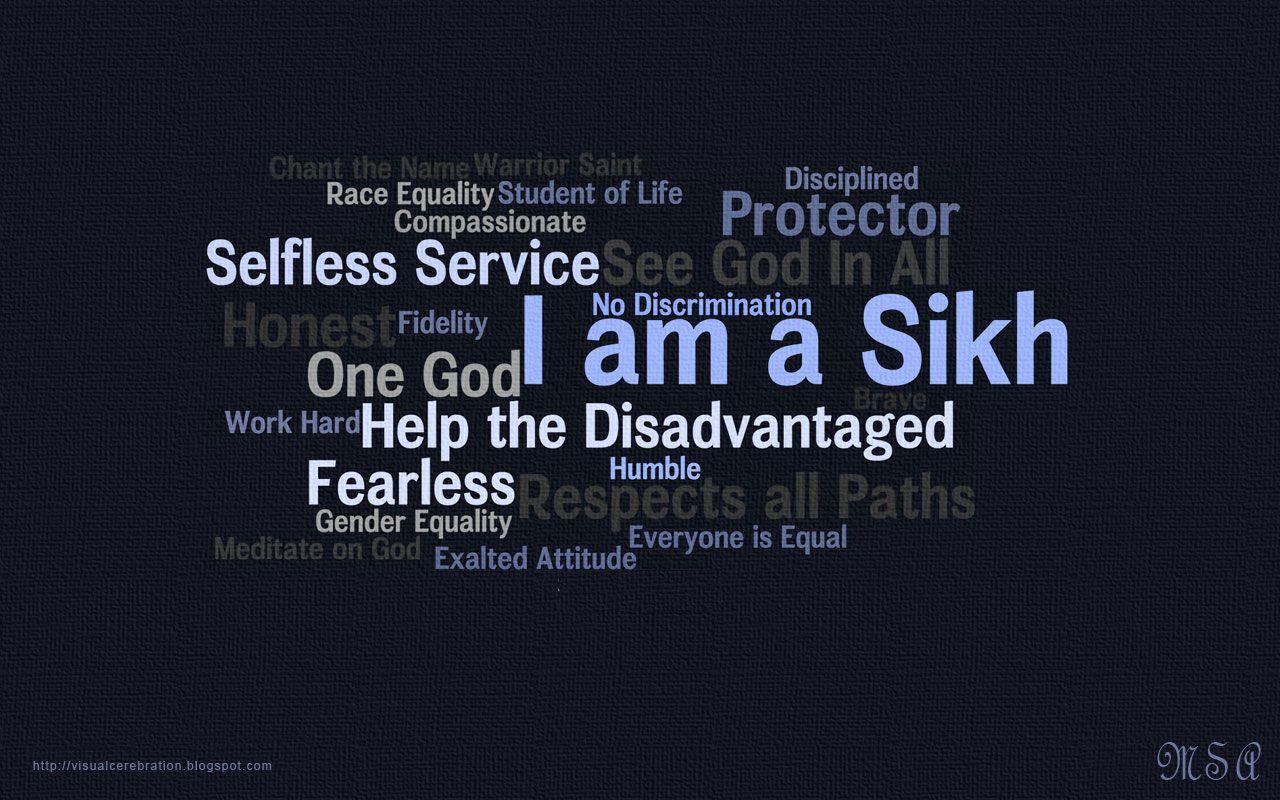 Chant the Name Warrior Saint
Disciplined
Race Equality Student of Life
Protector
Compassionate
Selfless Service See God In All
No Discrimination
Honest Fidelity
I am a Sikh
One God
Brave
Work Hard Help the Disadvantaged
Humble
Fearless Respects all Paths
Gender Equality
Everyone is Equal
Meditate on God Exalted Attitude
http://visualcerebration.blogspot.com
MSA